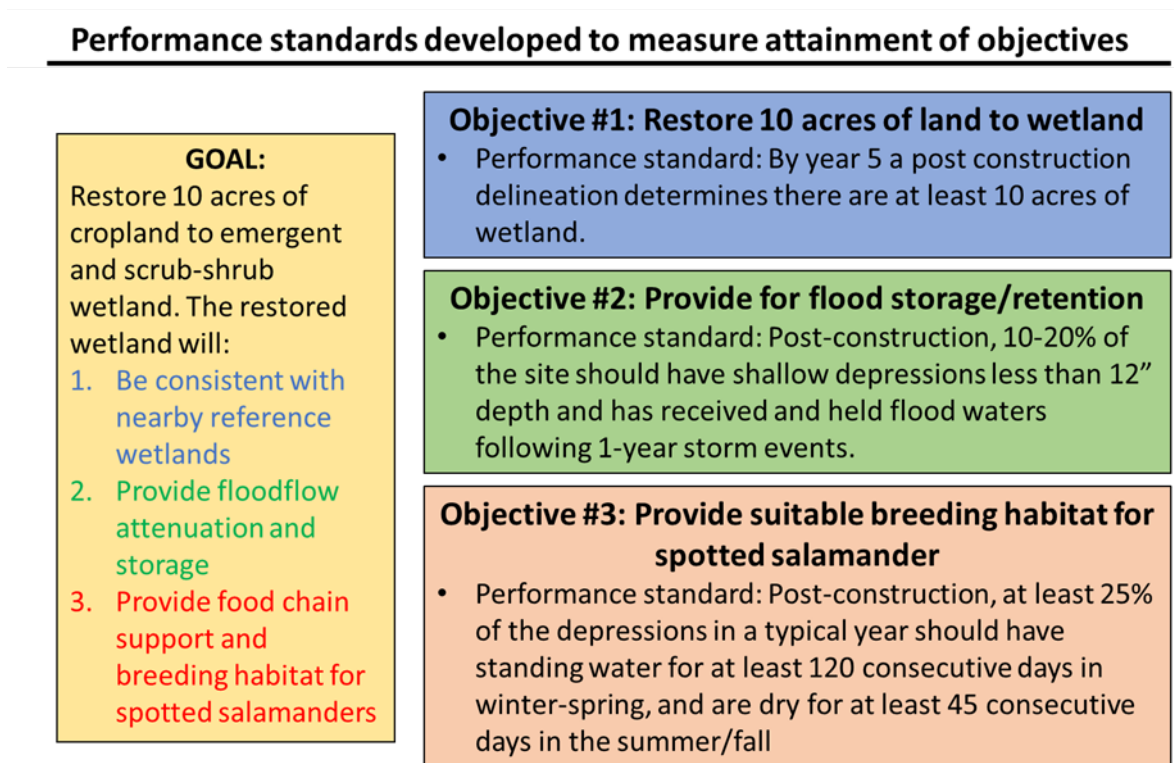 Performance standards developed to measure attainment of objectives
GOAL:
Restore 10 acres of
cropland to emergent
and scrub-shrub
wetland. The restored
wetland will:
1. Be consistent with
nearby reference
wetlands
2. Provide floodflow
attenuation and
storage
3. Provide food chain
support and
breeding habitat for
spotted salamanders
Objective #1: Restore 10 acres of land to wetland
• Performance standard: By year 5 a post construction
delineation determines there are at least 10 acres of
wetland.
Objective #2: Provide for flood storage/retention
• Performance standard: Post-construction, 10-20% of
the site should have shallow depressions less than 12”
depth and has received and held flood waters
following 1-year storm events.
Objective #3: Provide suitable breeding habitat for
spotted salamander
• Performance standard: Post-construction, at least 25%
of the depressions in a typical year should have
standing water for at least 120 consecutive days in
winter-spring, and are dry for at least 45 consecutive
days in the summer/fall